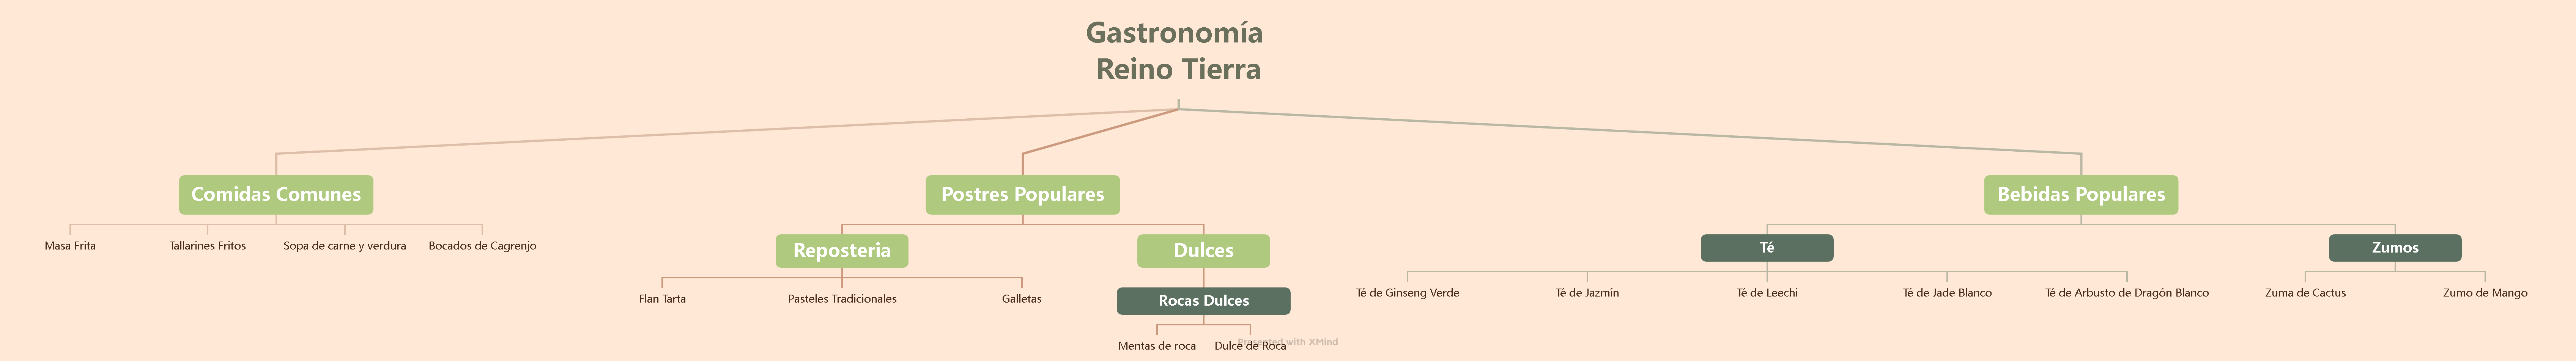 Gastronomía
Reino Tierra
Comidas Comunes
Postres Populares
Bebidas Populares
Masa Frita
Tallarines Fritos
Sopa de carne y verdura
Bocados de Cagrenjo
Reposteria
Dulces
Té
Zumos
Flan Tarta
Pasteles Tradicionales
Galletas
Rocas Dulces
Té de Ginseng Verde
Té de Jazmín
Té de Leechi
Té de Jade Blanco
Té de Arbusto de Dragón Blanco
Zuma de Cactus
Zumo de Mango
Mentas de roca
Dulce de Roca
Presented with XMind